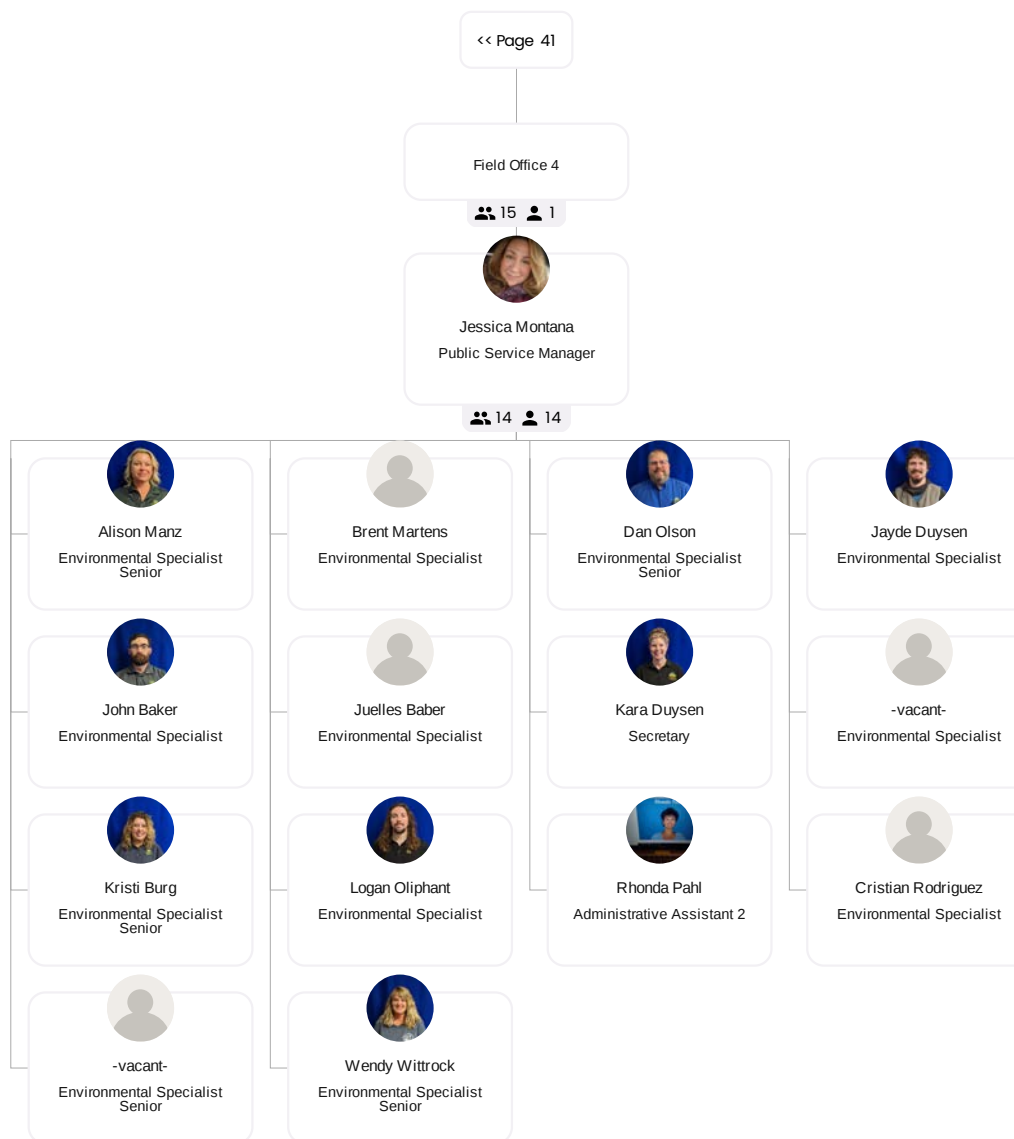 << Page 41
Field Office 4
15 1
Jessica Montana
Public Service Manager
14 14
Alison Manz
Environmental Specialist
Senior
Brent Martens
Environmental Specialist
Dan Olson
Environmental Specialist
Senior
Jayde Duysen
Environmental Specialist
John Baker
Environmental Specialist
Juelles Baber
Environmental Specialist
Kara Duysen
Secretary
-vacant-
Environmental Specialist
Kristi Burg
Environmental Specialist
Senior
Logan Oliphant
Environmental Specialist
Rhonda Pahl
Administrative Assistant 2
Cristian Rodriguez
Environmental Specialist
-vacant-
Environmental Specialist
Senior
Wendy Wittrock
Environmental Specialist
Senior